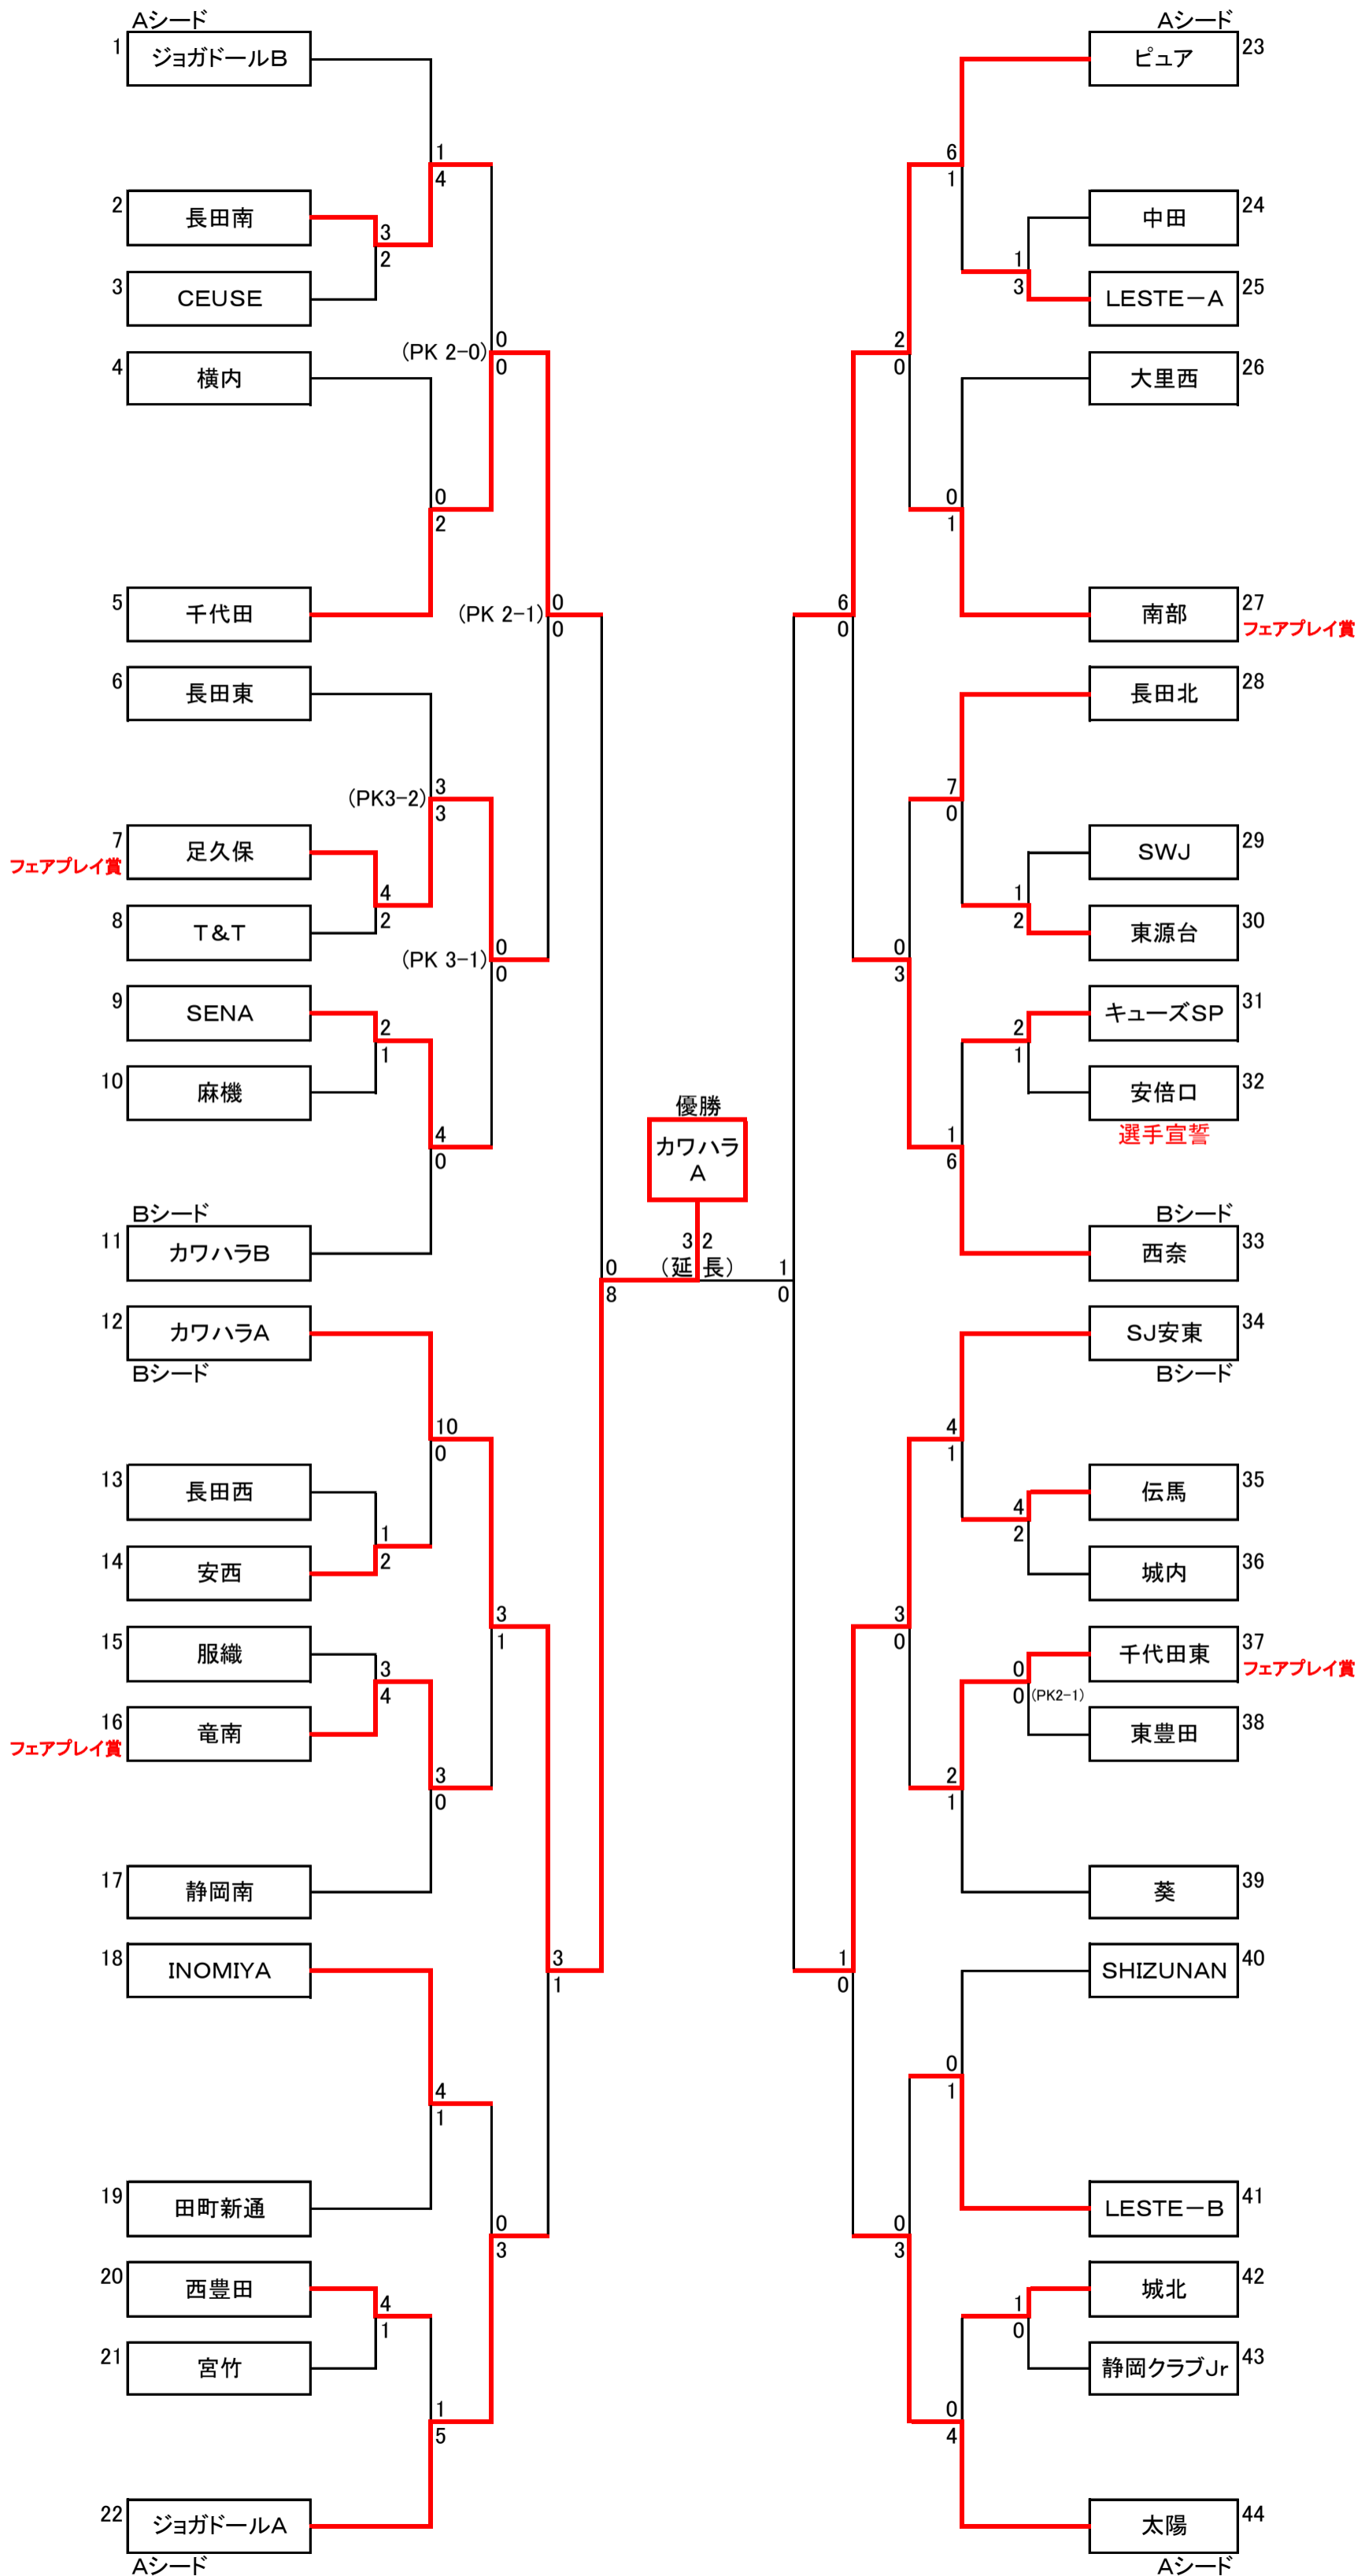 Aシード
1 ジョガドールB
1
4
2 長田南
3
2
3 CEUSE
(PK 2-0)
0
0
4 横内
0
2
5 千代田
(PK 2-1)
0
0
6 長田東
(PK3-2)
3
3
7 足久保
フェアプレイ賞
4
2
8 T&T
(PK 3-1)
0
0
9 SENA
2
1
10 麻機
4
0
Bシード
11 カワハラB
0
8
12 カワハラA
Bシード
10
0
13 長田西
1
2
14 安西
3
1
15 服織
3
4
16 竜南
フェアプレイ賞
3
0
17 静岡南
18 INOMIYA
3
1
4
1
19 田町新通
0
3
20 西豊田
4
1
21 宮竹
1
5
22 ジョガドールA
Aシード
優勝
カワハラ
A
3 2
(延 長)
Aシード
ピュア 23
6
1
中田 24
1
3
LESTE-A 25
2
0
大里西 26
0
1
南部 27
フェアプレイ賞
6
0
長田北 28
7
0
SWJ 29
1
2
東源台 30
0
3
キューズSP 31
2
1
安倍口 32
選手宣誓
1
6
Bシード
西奈 33
1
0
SJ安東 34
Bシード
4
1
伝馬 35
4
2
城内 36
3
0
千代田東 37
フェアプレイ賞
0
0 (PK2-1)
東豊田 38
2
1
葵 39
SHIZUNAN 40
1
0
0
1
LESTE-B 41
0
3
城北 42
1
0
静岡クラブJr 43
0
4
太陽 44
Aシード